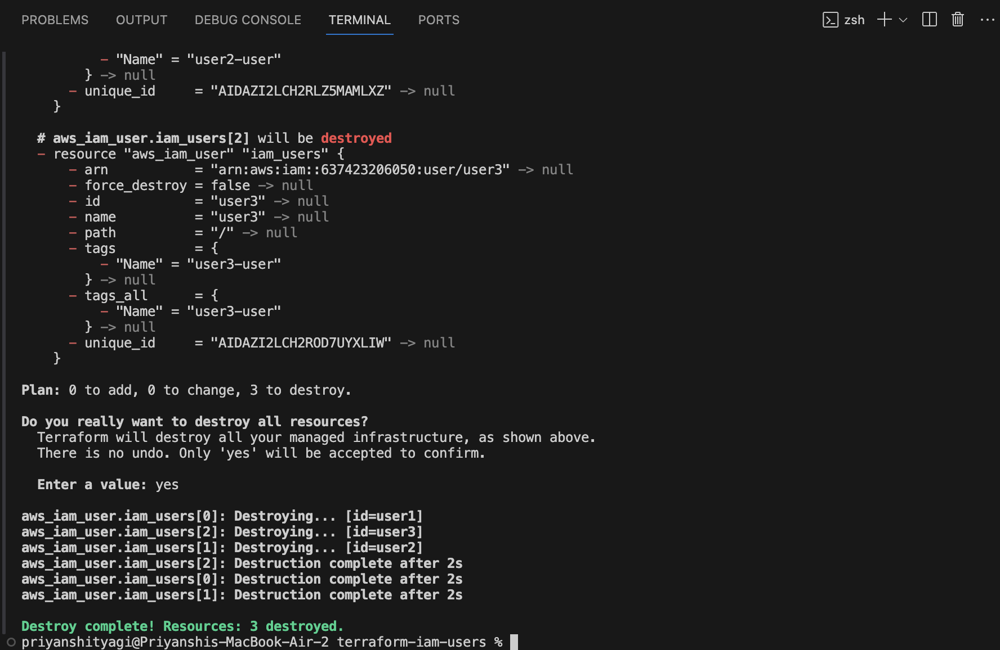 PROBLEMS OUTPUT DEBUG CONSOLE TERMINAL PORTS zsh
- "Name" = "user2-user"
} -> null
- unique_id = "AIDAZI2LCH2RLZ5MAMLXZ" -> null
}
# aws_iam_user.iam_users[2] will be destroyed
- resource "aws_iam_user" "iam_users" {
- arn = "arn:aws:iam::637423206050:user/user3" -> null
- force_destroy = false -> null
- id = "user3" -> null
- name = "user3" -> null
- path = "/" -> null
- tags = {
- "Name" = "user3-user"
} -> null
- tags_all = {
- "Name" = "user3-user"
} -> null
- unique_id = "AIDAZI2LCH2ROD7UYXLIW" -> null
}
Plan: 0 to add, 0 to change, 3 to destroy.
Do you really want to destroy all resources?
Terraform will destroy all your managed infrastructure, as shown above.
There is no undo. Only 'yes' will be accepted to confirm.
Enter a value: yes
aws_iam_user.iam_users[0]: Destroying... [id=user1]
aws_iam_user.iam_users[2]: Destroying... [id=user3]
aws_iam_user.iam_users[1]: Destroying... [id=user2]
aws_iam_user.iam_users[2]: Destruction complete after 2s
aws_iam_user.iam_users[0]: Destruction complete after 2s
aws_iam_user.iam_users[1]: Destruction complete after 2s
Destroy complete! Resources: 3 destroyed.
priyanshityagi@Priyanshis-MacBook-Air-2 terraform-iam-users %